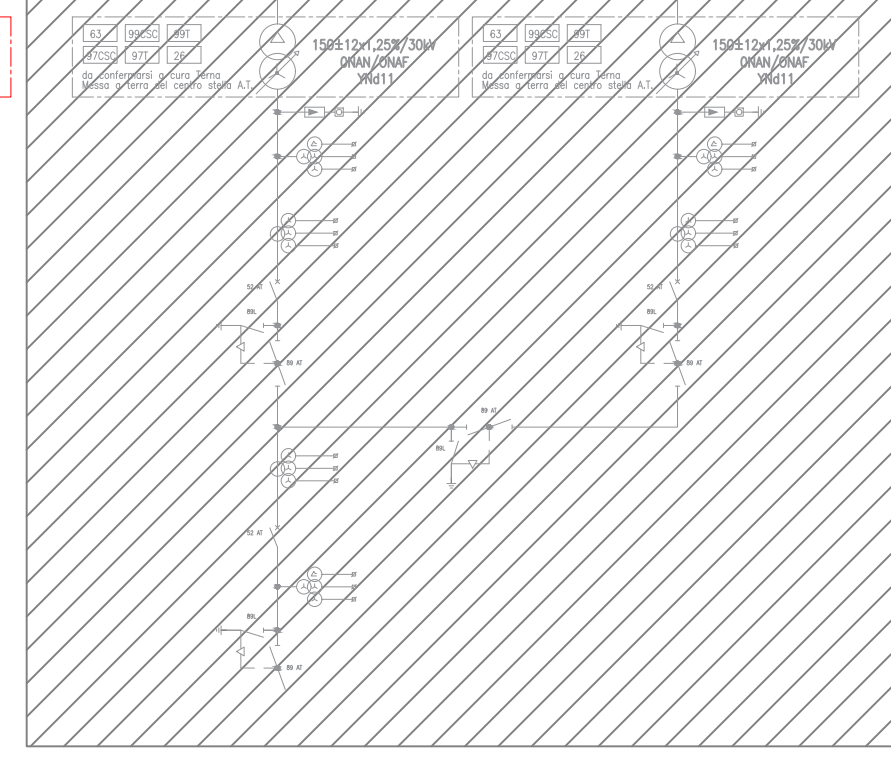 63 99CSC 99T
97CSC 97T 26
da confermarsi a cura Terna
Messa a terra del centro stella A.T.
150±12x1,25%/30kV
ONAN/ONAF
YNd11
63 99CSC 99T
97CSC 97T 26
da confermarsi a cura Terna
Messa a terra del centro stella A.T.
150±12x1,25%/30kV
ONAN/ONAF
YNd11
52 AT
89L
89 AT
52 AT
89L
89 AT
89 AT
89L
52 AT
89L
89 AT